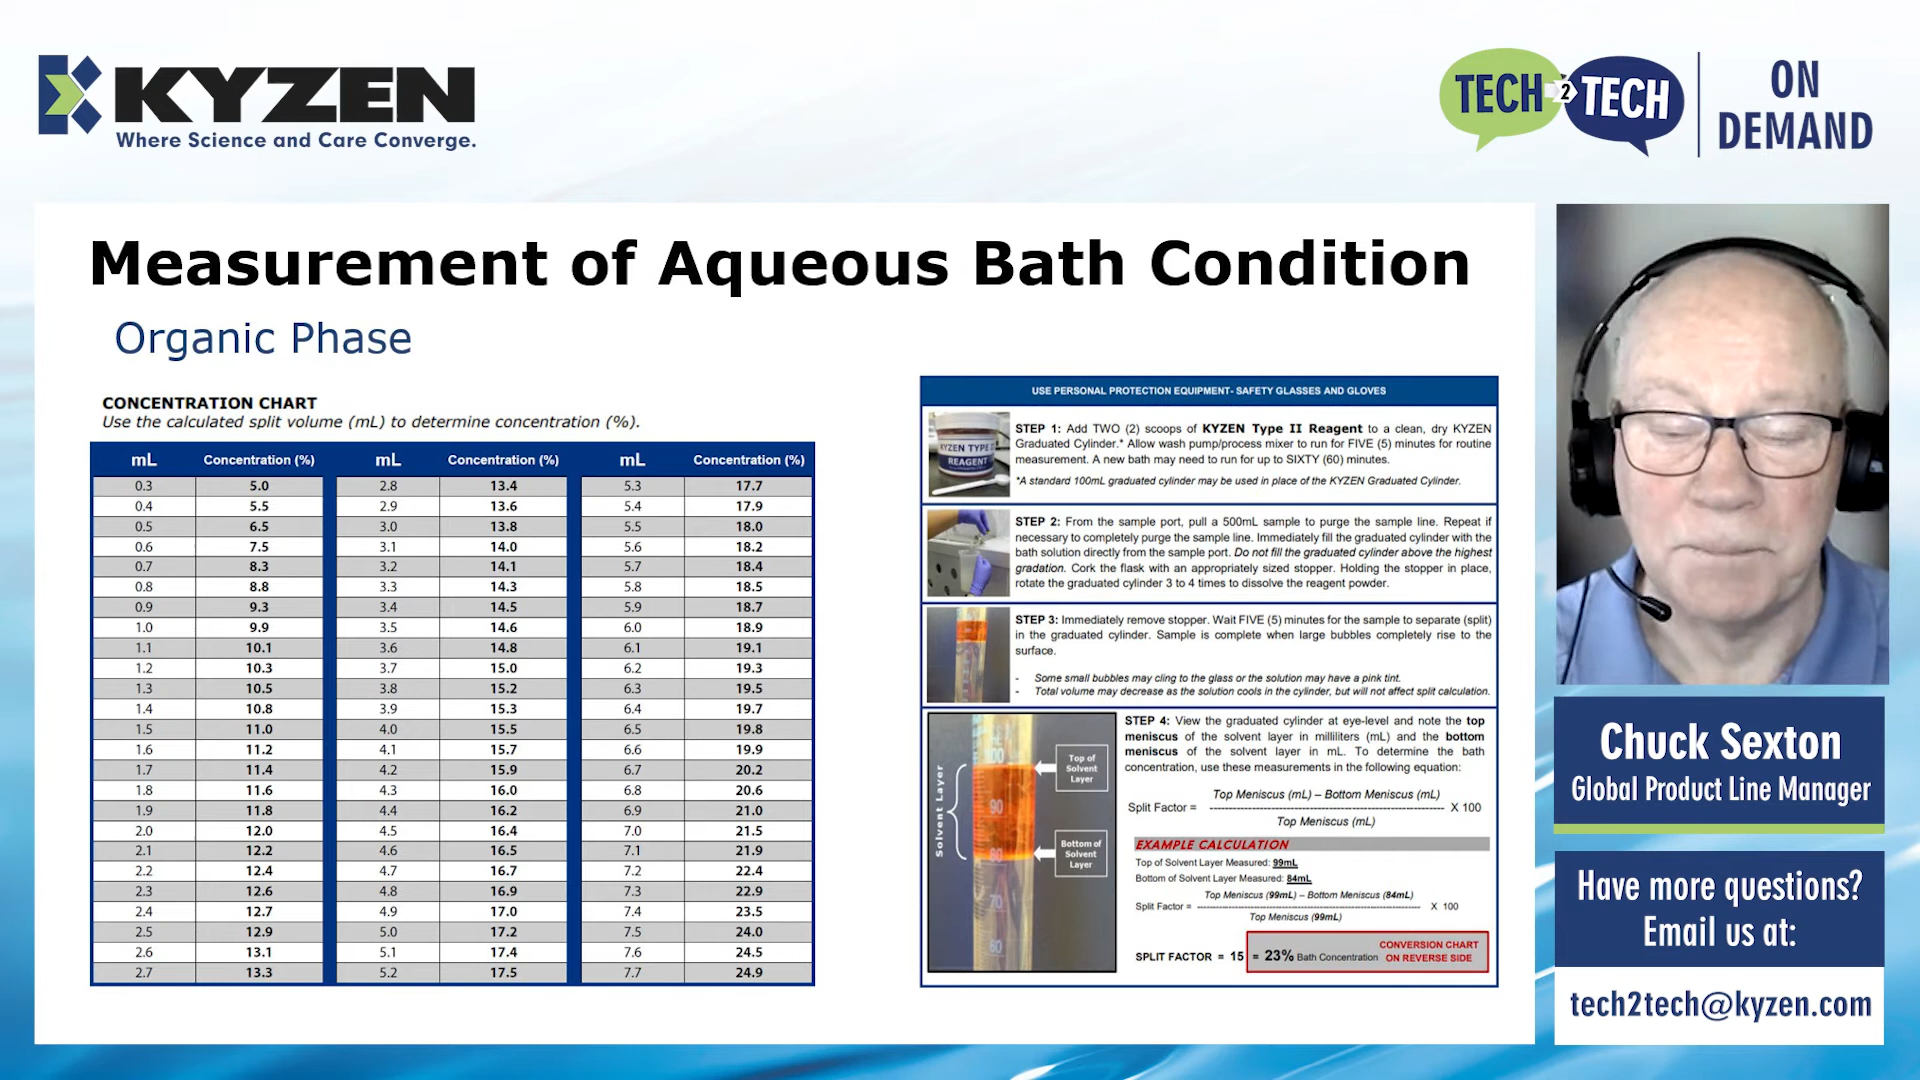 KYZEN
Where Science and Care Converge.
TECH 2 TECH
ON
DEMAND
Measurement of Aqueous Bath Condition
Organic Phase
CONCENTRATION CHART
Use the calculated split volume (mL) to determine concentration (%).
mL Concentration (%) mL Concentration (%) mL Concentration (%)
0.3 5.0 2.8 13.4 5.3 17.7
0.4 5.5 2.9 13.6 5.4 17.9
0.5 6.5 3.0 13.8 5.5 18.0
0.6 7.5 3.1 14.0 5.6 18.2
0.7 8.3 3.2 14.1 5.7 18.4
0.8 8.8 3.3 14.3 5.8 18.5
0.9 9.3 3.4 14.5 5.9 18.7
1.0 9.9 3.5 14.6 6.0 18.9
1.1 10.1 3.6 14.8 6.1 19.1
1.2 10.3 3.7 15.0 6.2 19.3
1.3 10.5 3.8 15.2 6.3 19.5
1.4 10.8 3.9 15.3 6.4 19.7
1.5 11.0 4.0 15.5 6.5 19.8
1.6 11.2 4.1 15.7 6.6 19.9
1.7 11.4 4.2 15.9 6.7 20.2
1.8 11.6 4.3 16.0 6.8 20.6
1.9 11.8 4.4 16.2 6.9 21.0
2.0 12.0 4.5 16.4 7.0 21.5
2.1 12.2 4.6 16.5 7.1 21.9
2.2 12.4 4.7 16.7 7.2 22.4
2.3 12.6 4.8 16.9 7.3 22.9
2.4 12.7 4.9 17.0 7.4 23.5
2.5 12.9 5.0 17.2 7.5 24.0
2.6 13.1 5.1 17.4 7.6 24.5
2.7 13.3 5.2 17.5 7.7 24.9
USE PERSONAL PROTECTION EQUIPMENT- SAFETY GLASSES AND GLOVES
KYZEN TYPE II
REAGENT
STEP 1: Add TWO (2) scoops of KYZEN Type II Reagent to a clean, dry KYZEN
Graduated Cylinder.* Allow wash pump/process mixer to run for FIVE (5) minutes for routine
measurement. A new bath may need to run for up to SIXTY (60) minutes.
*A standard 100mL graduated cylinder may be used in place of the KYZEN Graduated Cylinder.
STEP 2: From the sample port, pull a 500mL sample to purge the sample line. Repeat if
necessary to completely purge the sample line. Immediately fill the graduated cylinder with the
bath solution directly from the sample port. Do not fill the graduated cylinder above the highest
gradation. Cork the flask with an appropriately sized stopper. Holding the stopper in place,
rotate the graduated cylinder 3 to 4 times to dissolve the reagent powder.
STEP 3: Immediately remove stopper. Wait FIVE (5) minutes for the sample to separate (split)
in the graduated cylinder. Sample is complete when large bubbles completely rise to the
surface.
- Some small bubbles may cling to the glass or the solution may have a pink tint.
- Total volume may decrease as the solution cools in the cylinder, but will not affect split calculation.
Solvent Layer
100
90
80
70
60
Top of
Solvent
Layer
Bottom of
Solvent
Layer
STEP 4: View the graduated cylinder at eye-level and note the top
meniscus of the solvent layer in milliliters (mL) and the bottom
meniscus of the solvent layer in mL. To determine the bath
concentration, use these measurements in the following equation:
Top Meniscus (mL) – Bottom Meniscus (mL)
Split Factor = X 100
Top Meniscus (mL)
EXAMPLE CALCULATION
Top of Solvent Layer Measured: 99mL
Bottom of Solvent Layer Measured: 84mL
Top Meniscus (99mL) – Bottom Meniscus (84mL)
Split Factor = X 100
Top Meniscus (99mL)
SPLIT FACTOR = 15 = 23% Bath Concentration CONVERSION CHART
ON REVERSE SIDE
Chuck Sexton
Global Product Line Manager
Have more questions?
Email us at:
tech2tech@kyzen.com